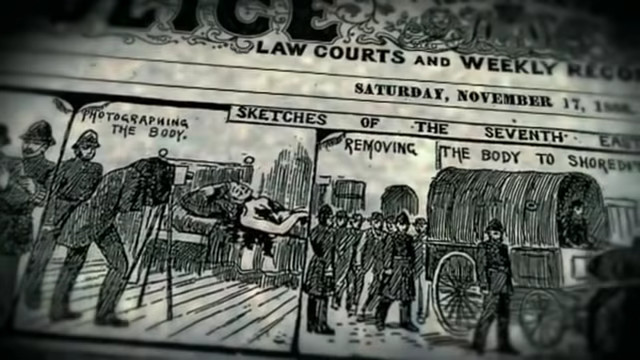 LAW COURTS AND WEEKLY
SATURDAY, NOVEMBER 17,
SKETCHES OF THE SEVENTH
PHOTOGRAPHING
THE BODY.
REMOVING THE BODY TO